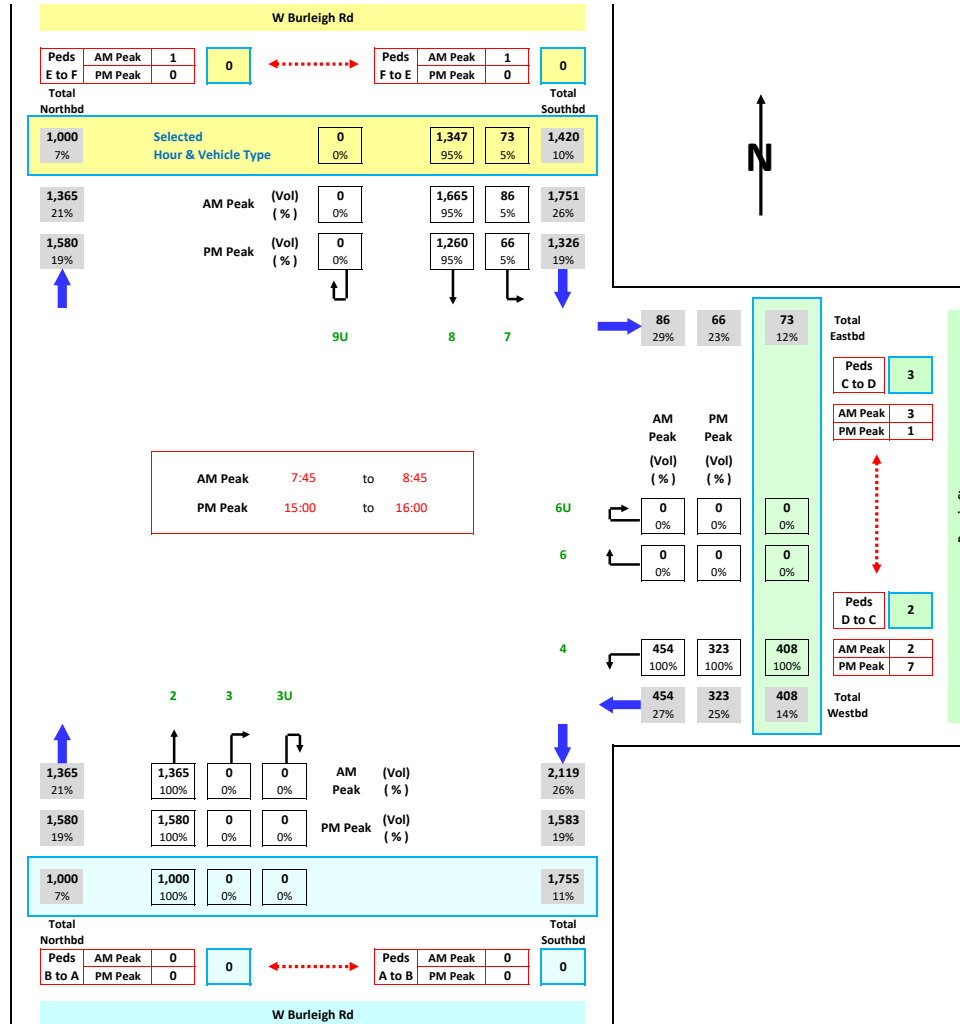 W Burleigh Rd
Peds AM Peak 1 0 Peds AM Peak 1 0
E to F PM Peak 0 F to E PM Peak 0
Total Total
Northbd Southbd
1,000 Selected 0 1,347 73 1,420
7% Hour & Vehicle Type 0% 95% 5% 10%
N
1,365 AM Peak (Vol) 0 1,665 86 1,751
21% ( % ) 0% 95% 5% 26%
1,580 PM Peak (Vol) 0 1,260 66 1,326
19% ( % ) 0% 95% 5% 19%
9U 8 7
86 66 73 Total
29% 23% 12% Eastbd
Peds 3
C to D
AM Peak 3
PM Peak 1
AM PM
Peak Peak
(Vol) (Vol)
( % ) ( % )
AM Peak 7:45 to 8:45
PM Peak 15:00 to 16:00
6U 0 0 0
0% 0% 0%
6 0 0 0
0% 0% 0%
Peds 2
D to C
4 454 323 408
100% 100% 100%
AM Peak 2
PM Peak 7
454 323 408 Total
27% 25% 14% Westbd
2 3 3U
1,365 1,365 0 0 AM (Vol) 2,119
21% 100% 0% 0% Peak ( % ) 26%
1,580 1,580 0 0 PM Peak (Vol) 1,583
19% 100% 0% 0% ( % ) 19%
1,000 1,000 0 0 1,755
7% 100% 0% 0% 11%
Total Total
Northbd Southbd
Peds AM Peak 0 0 Peds AM Peak 0 0
B to A PM Peak 0 A to B PM Peak 0
W Burleigh Rd